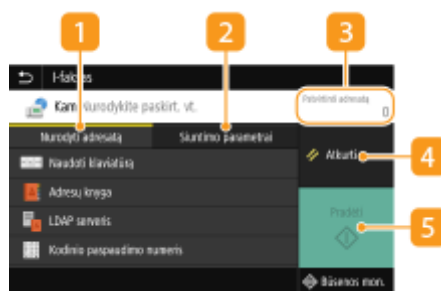 1
2
3
I-faksas
Kam Nurodykite paskirt. vt.
Patvirtinti adresatą
0
Nurodyti adresatą
Siuntimo parametrai
Atkurti
4
Naudoti klaviatūrą
Adresų knyga
Pradėti
5
LDAP serveris
Kodinio paspaudimo numeris
Būsenos mon.